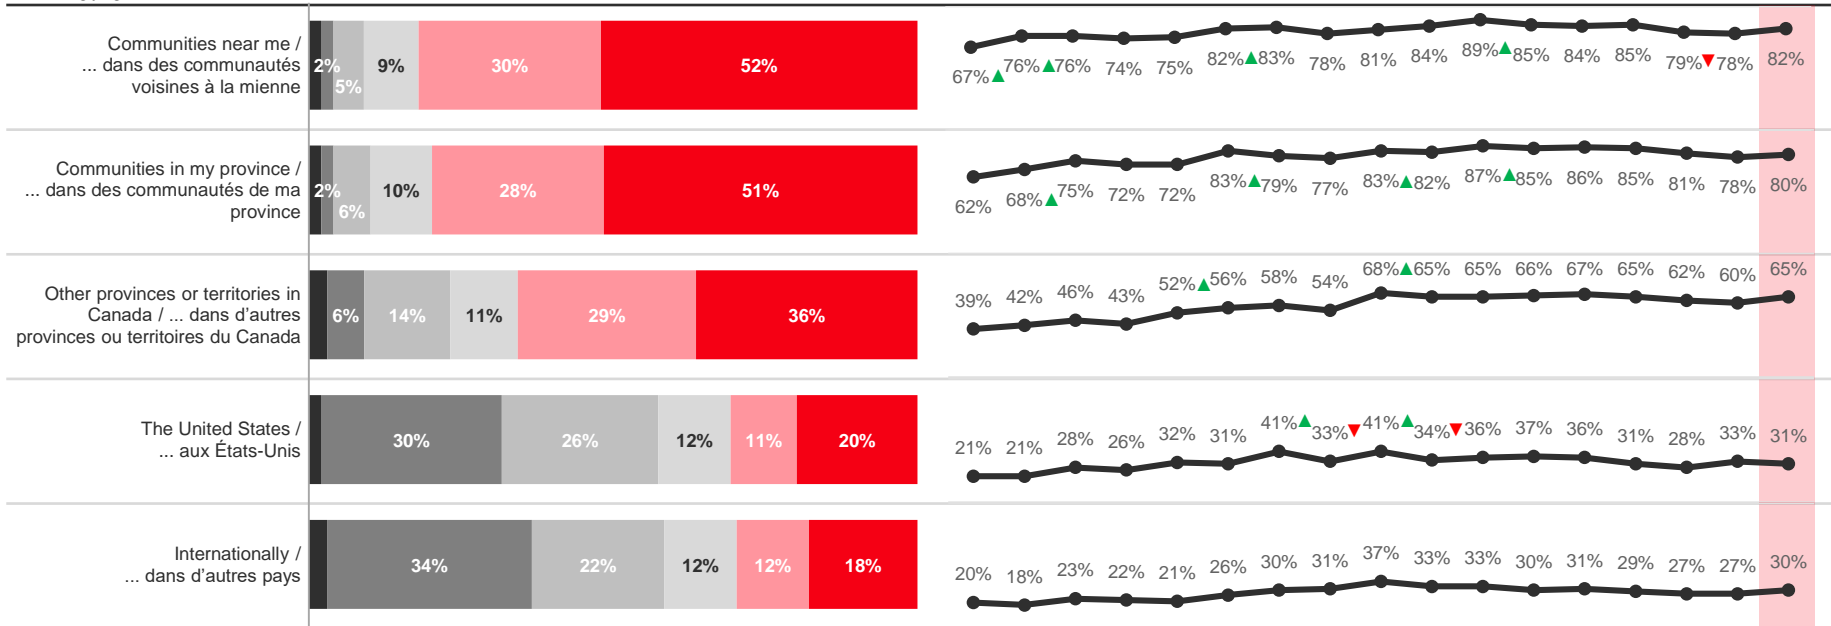 Communities near me /
... dans des communautés
voisines à la mienne
2%
5%
9%
30%
52%
67% 76% 76% 74% 75% 82% 83% 78% 81% 84% 89% 85% 84% 85% 79% 78% 82%
Communities in my province /
... dans des communautés de ma
province
2%
6%
10%
28%
51%
62% 68% 75% 72% 72% 83% 79% 77% 83% 82% 87% 85% 86% 85% 81% 78% 80%
Other provinces or territories in
Canada / ... dans d'autres
provinces ou territoires du Canada
6%
14%
11%
29%
36%
39% 42% 46% 43% 52% 56% 58% 54% 68% 65% 65% 66% 67% 65% 62% 60% 65%
The United States /
... aux États-Unis
30%
26%
12%
11%
20%
21% 21% 28% 26% 32% 31% 41% 33% 41% 34% 36% 37% 36% 31% 28% 33% 31%
Internationally /
... dans d'autres pays
34%
22%
12%
12%
18%
20% 18% 23% 22% 21% 26% 30% 31% 37% 33% 33% 30% 31% 29% 27% 27% 30%